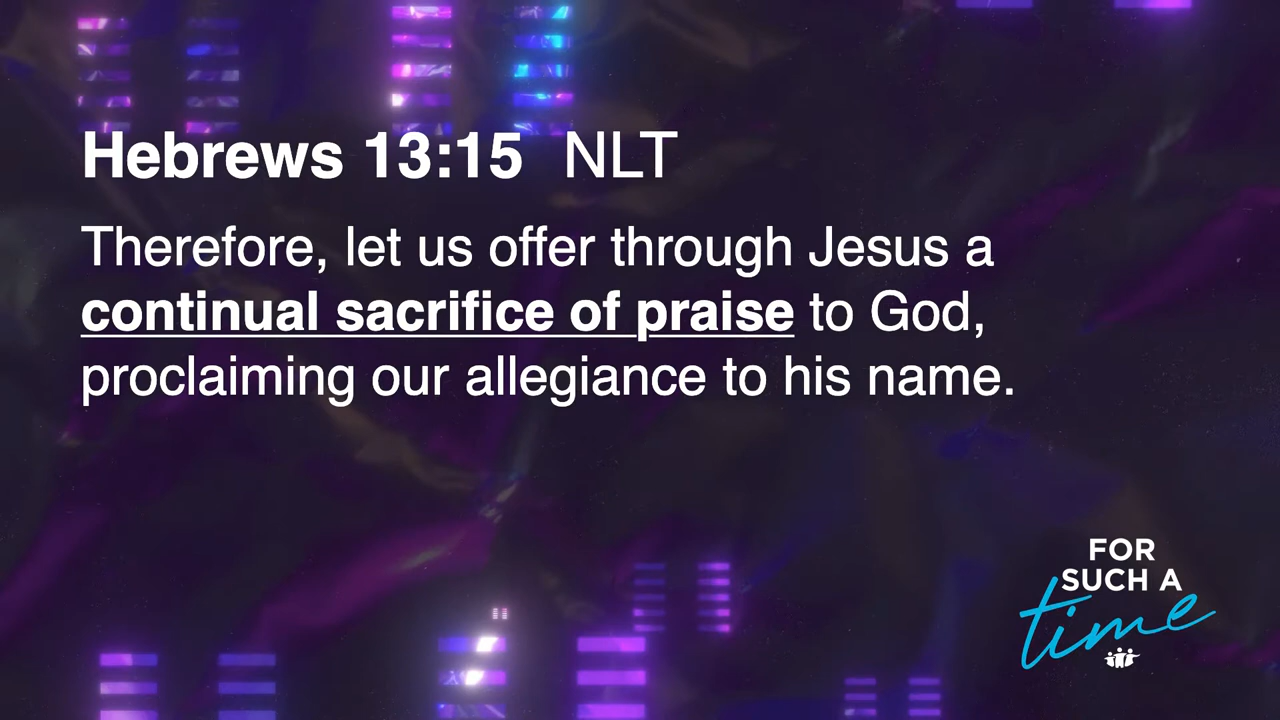 Hebrews 13:15 NLT
Therefore, let us offer through Jesus a
continual sacrifice of praise to God,
proclaiming our allegiance to his name.
FOR
SUCH A
time